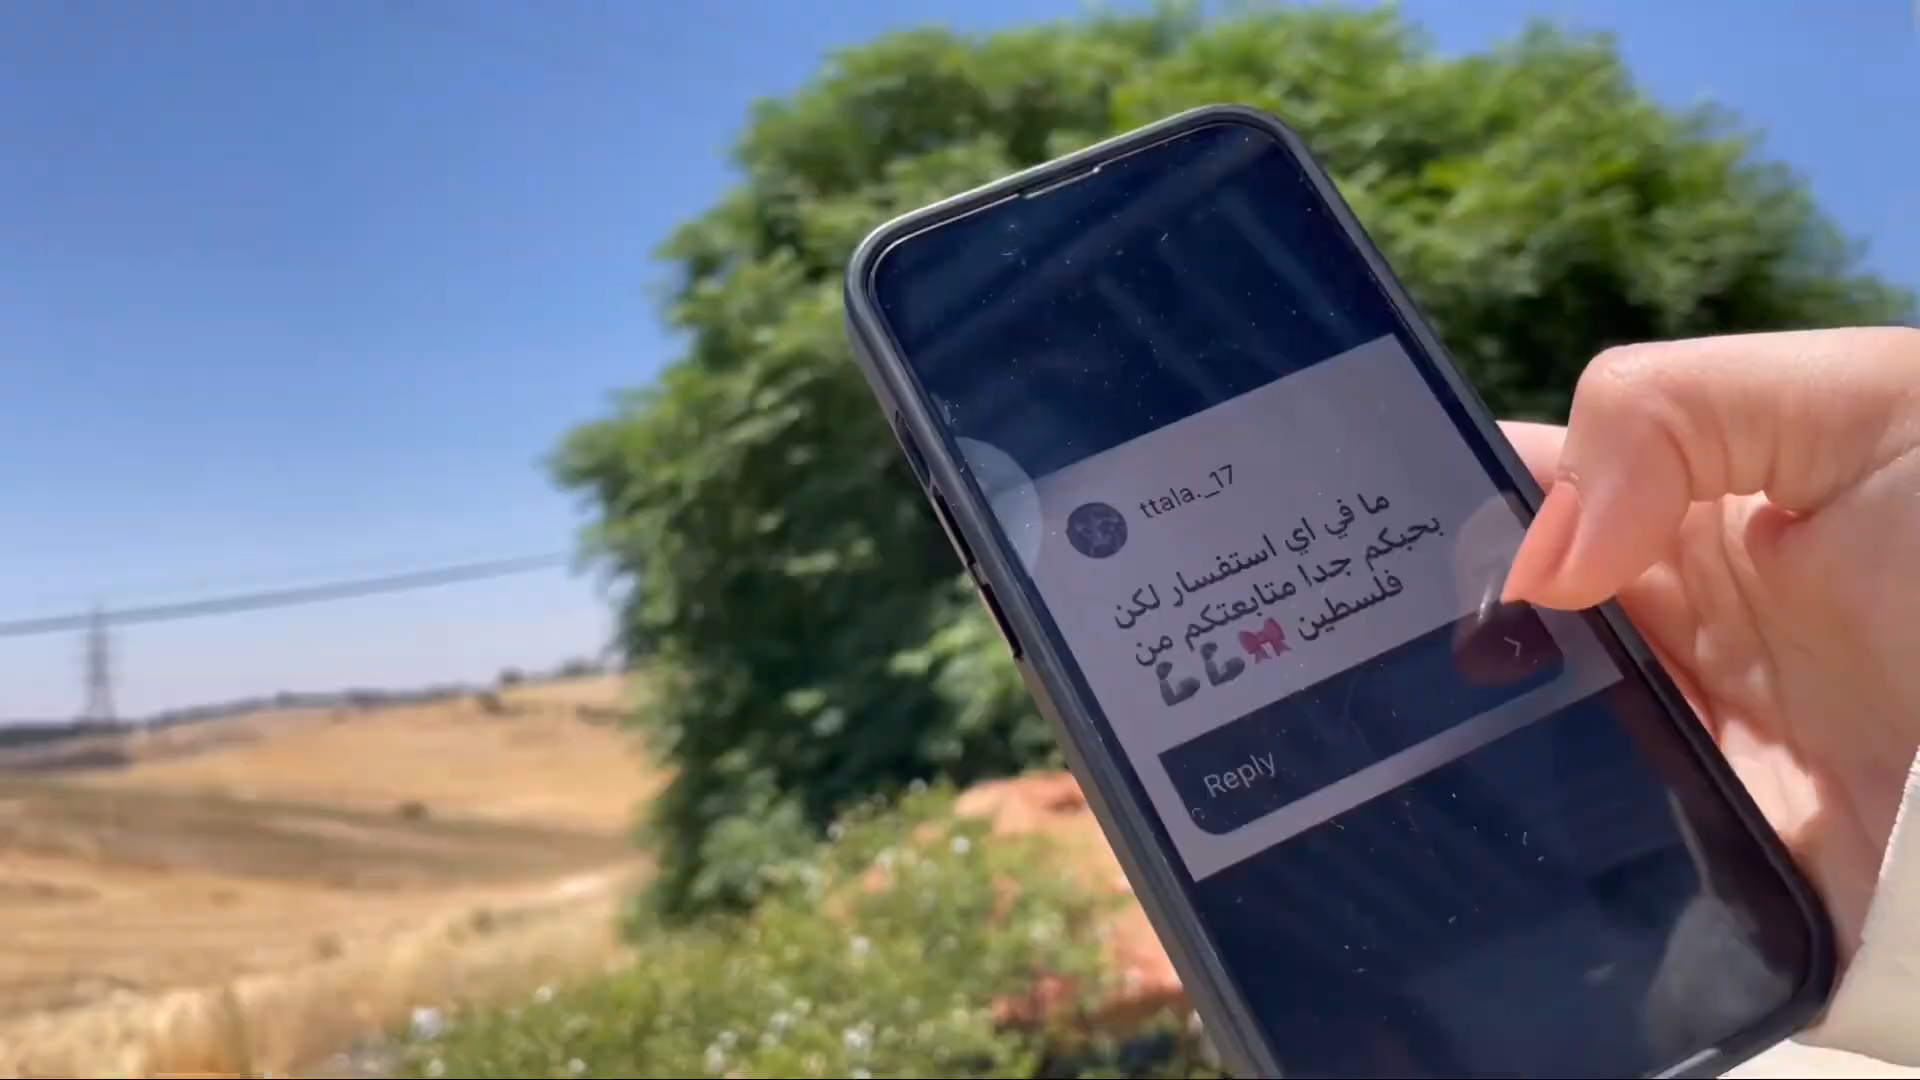 ttala._17
ما في اي استفسار لكن
بحبكم جدا متابعتكم من
فلسطين 🎀💪💪
Reply